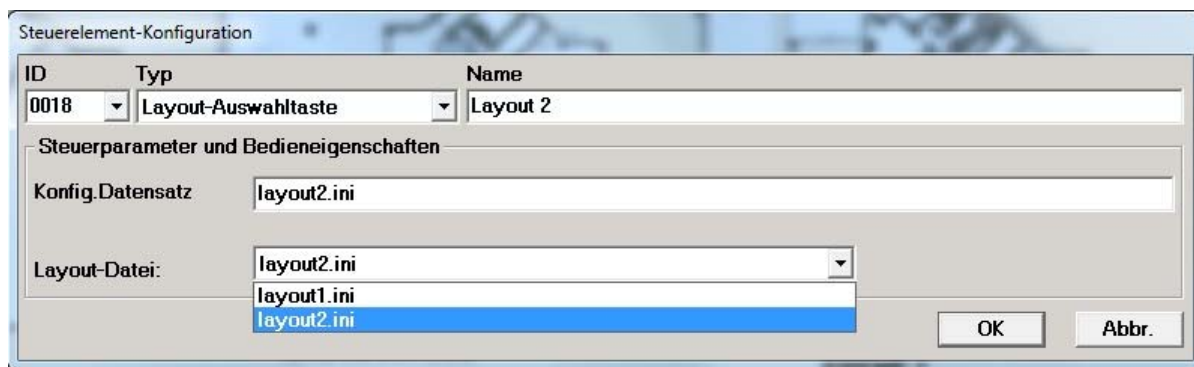 Steuerelement-Konfiguration
ID Typ Name
0018 Layout-Auswahltaste Layout 2
Steuerparameter und Bedieneigenschaften
Konfig.Datensatz layout2.ini
Layout-Datei: layout2.ini
layout1.ini
layout2.ini
OK Abbr.